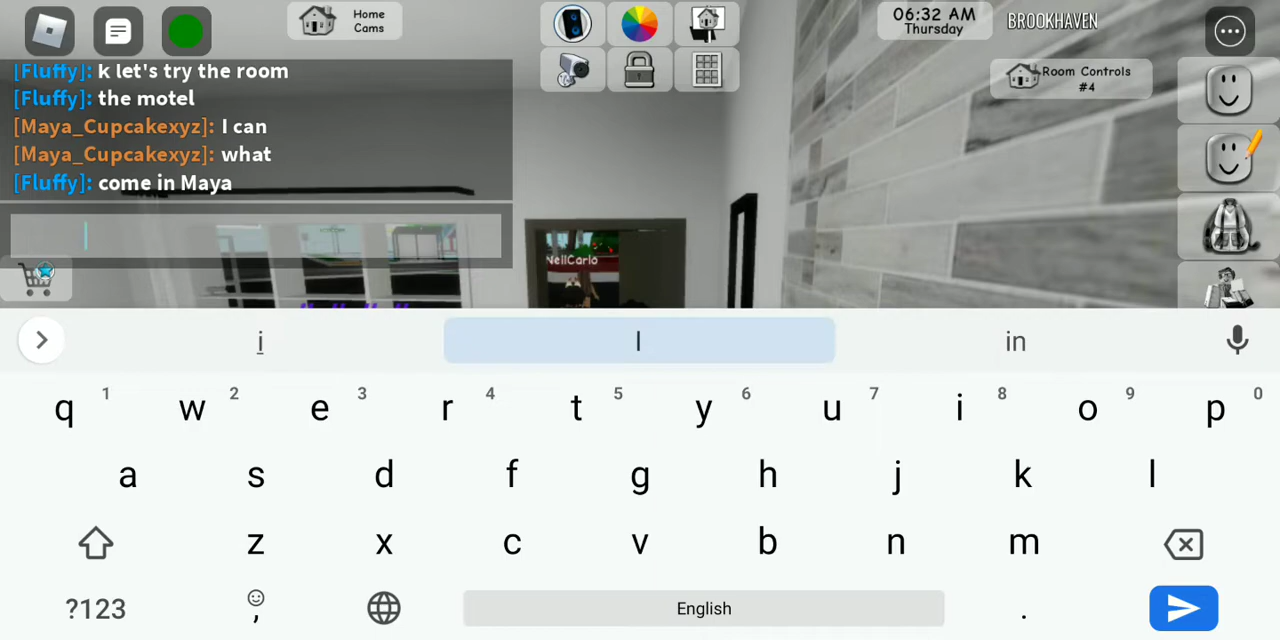 Home
Cams
06:32 AM
Thursday
BROOKHAVEN
Room Controls
#4
[Fluffy]: k let's try the room
[Fluffy]: the motel
[Maya_Cupcakexyz]: I can
[Maya_Cupcakexyz]: what
[Fluffy]: come in Maya
NellCarlo
i I in
q 1 w 2 e 3 r 4 t 5 y 6 u 7 i 8 o 9 p 0
a s d f g h j k l
z x c v b n m
?123 , English .